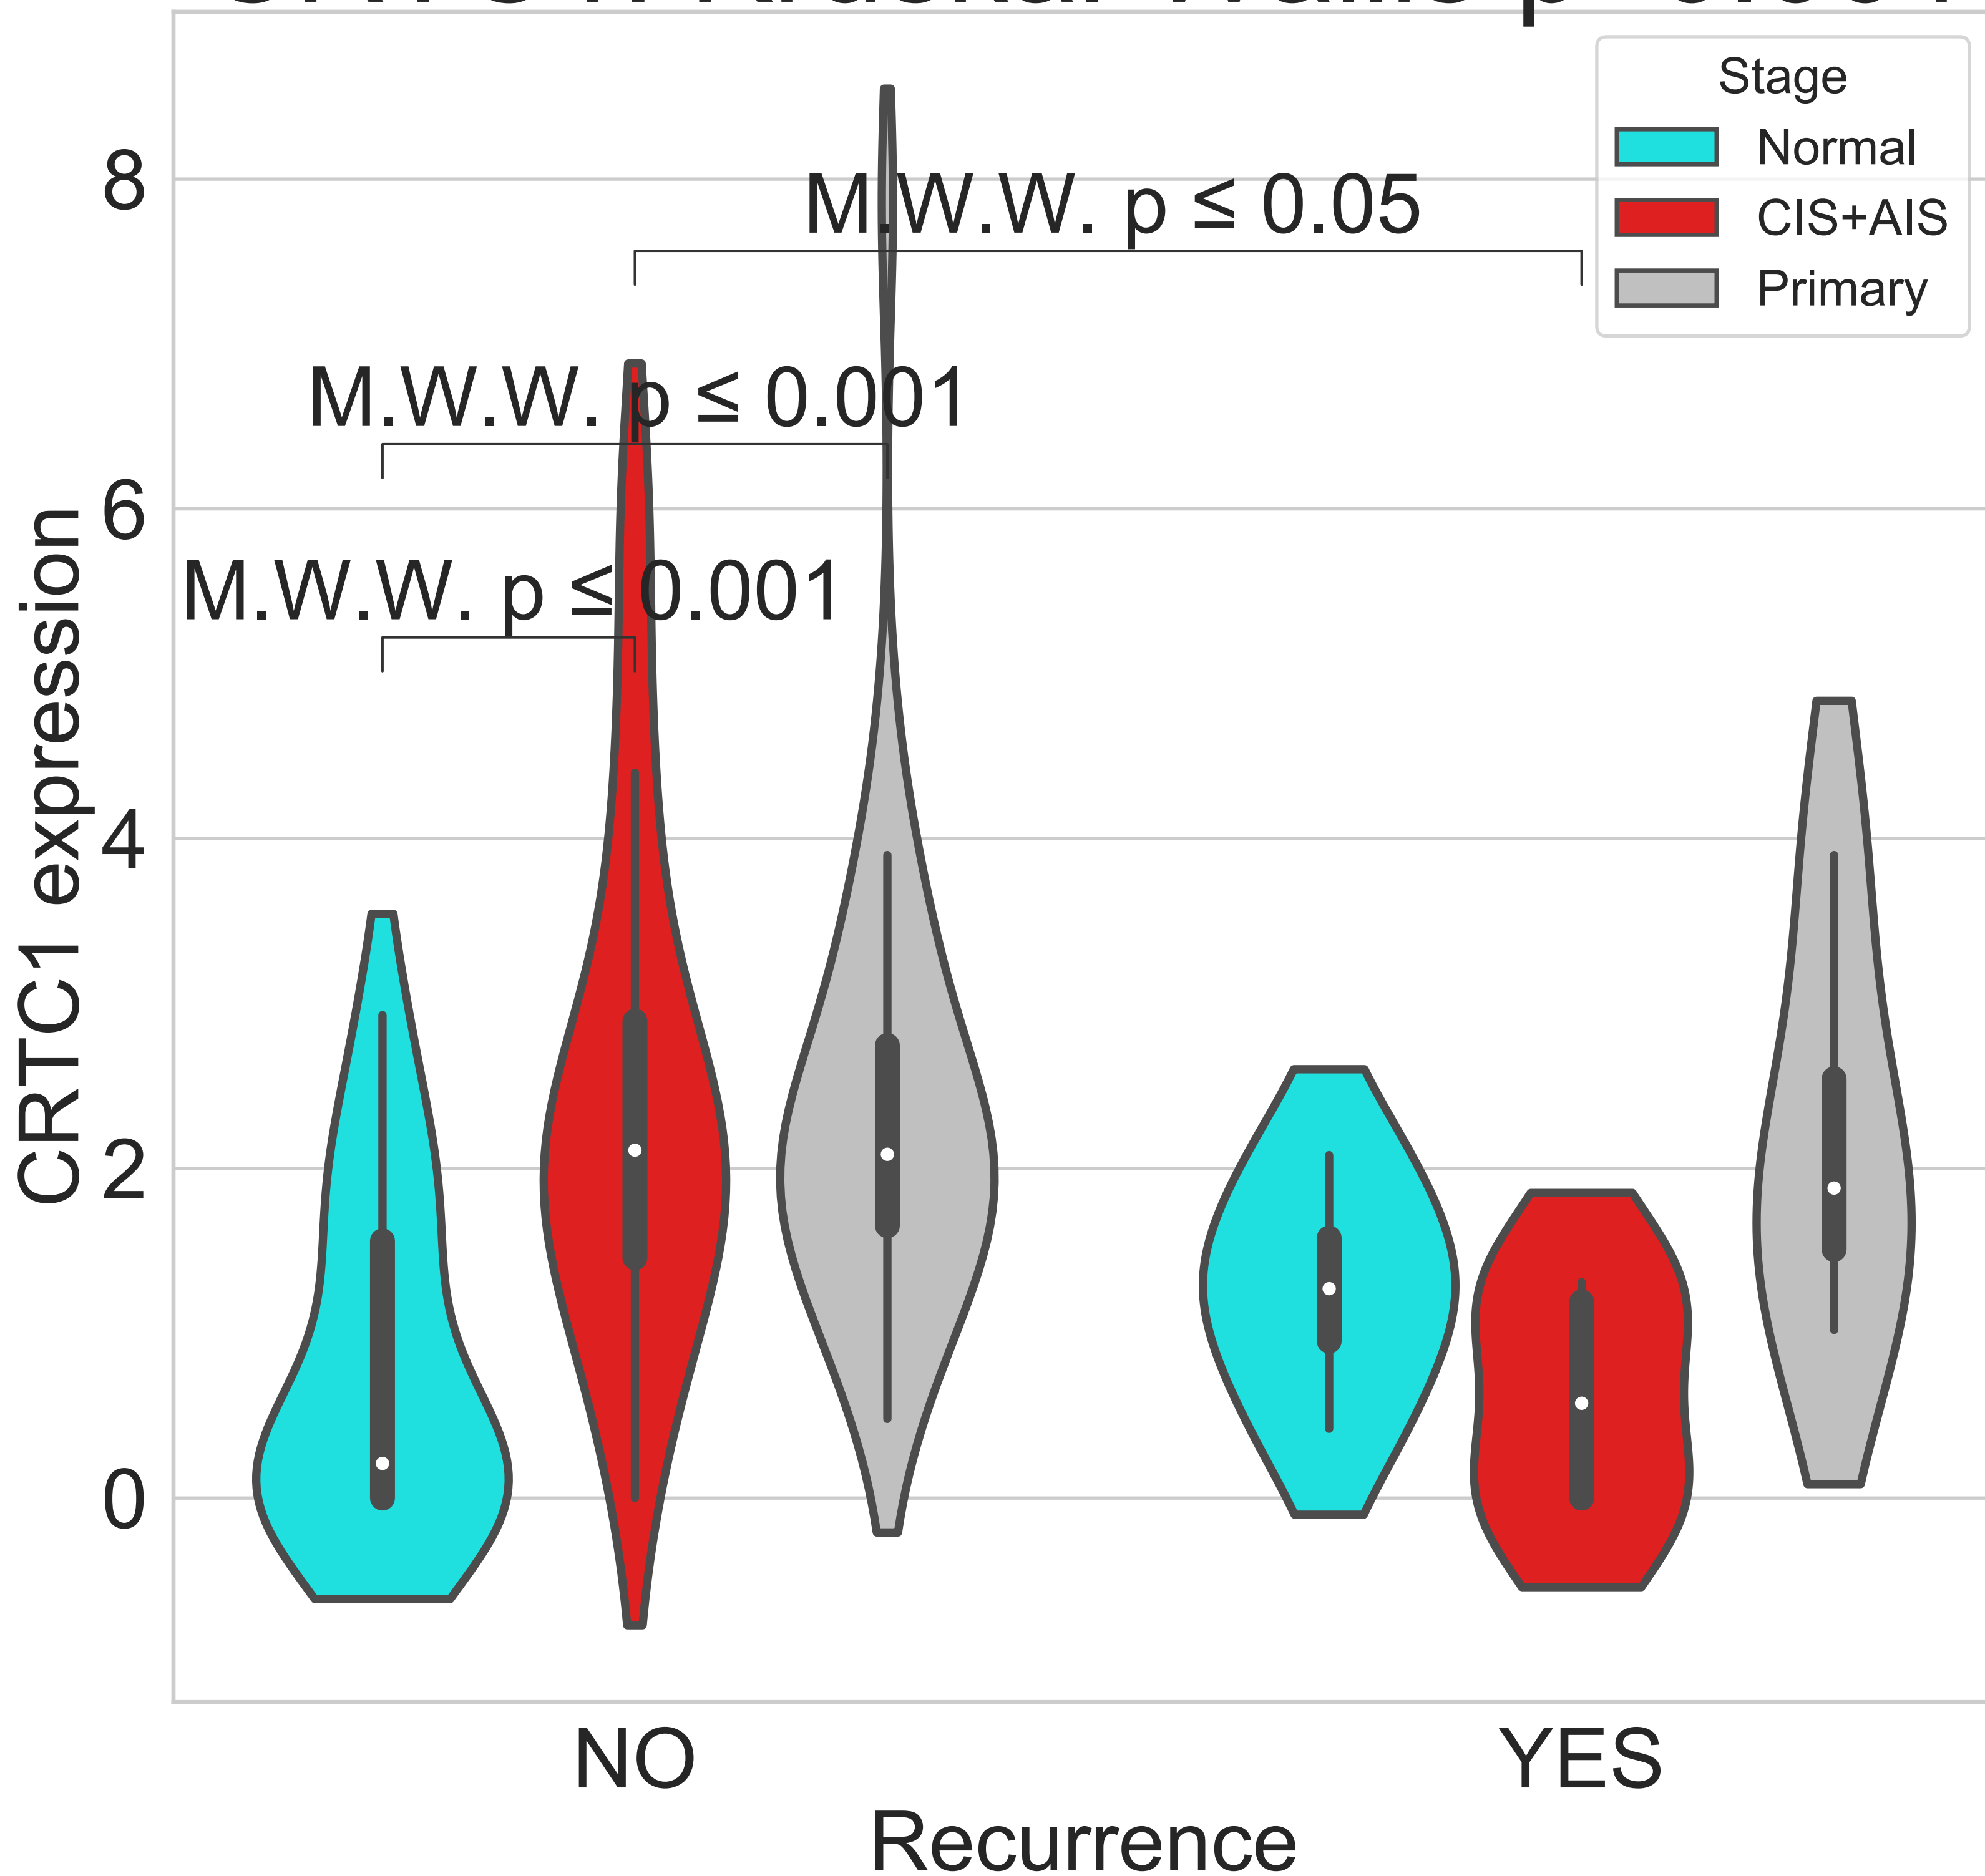 Stage
Normal
CIS+AIS
Primary
M.W.W. p ≤ 0.05
M.W.W. p ≤ 0.001
M.W.W. p ≤ 0.001
8
6
4
2
0
CRTC1 expression
NO
YES
Recurrence